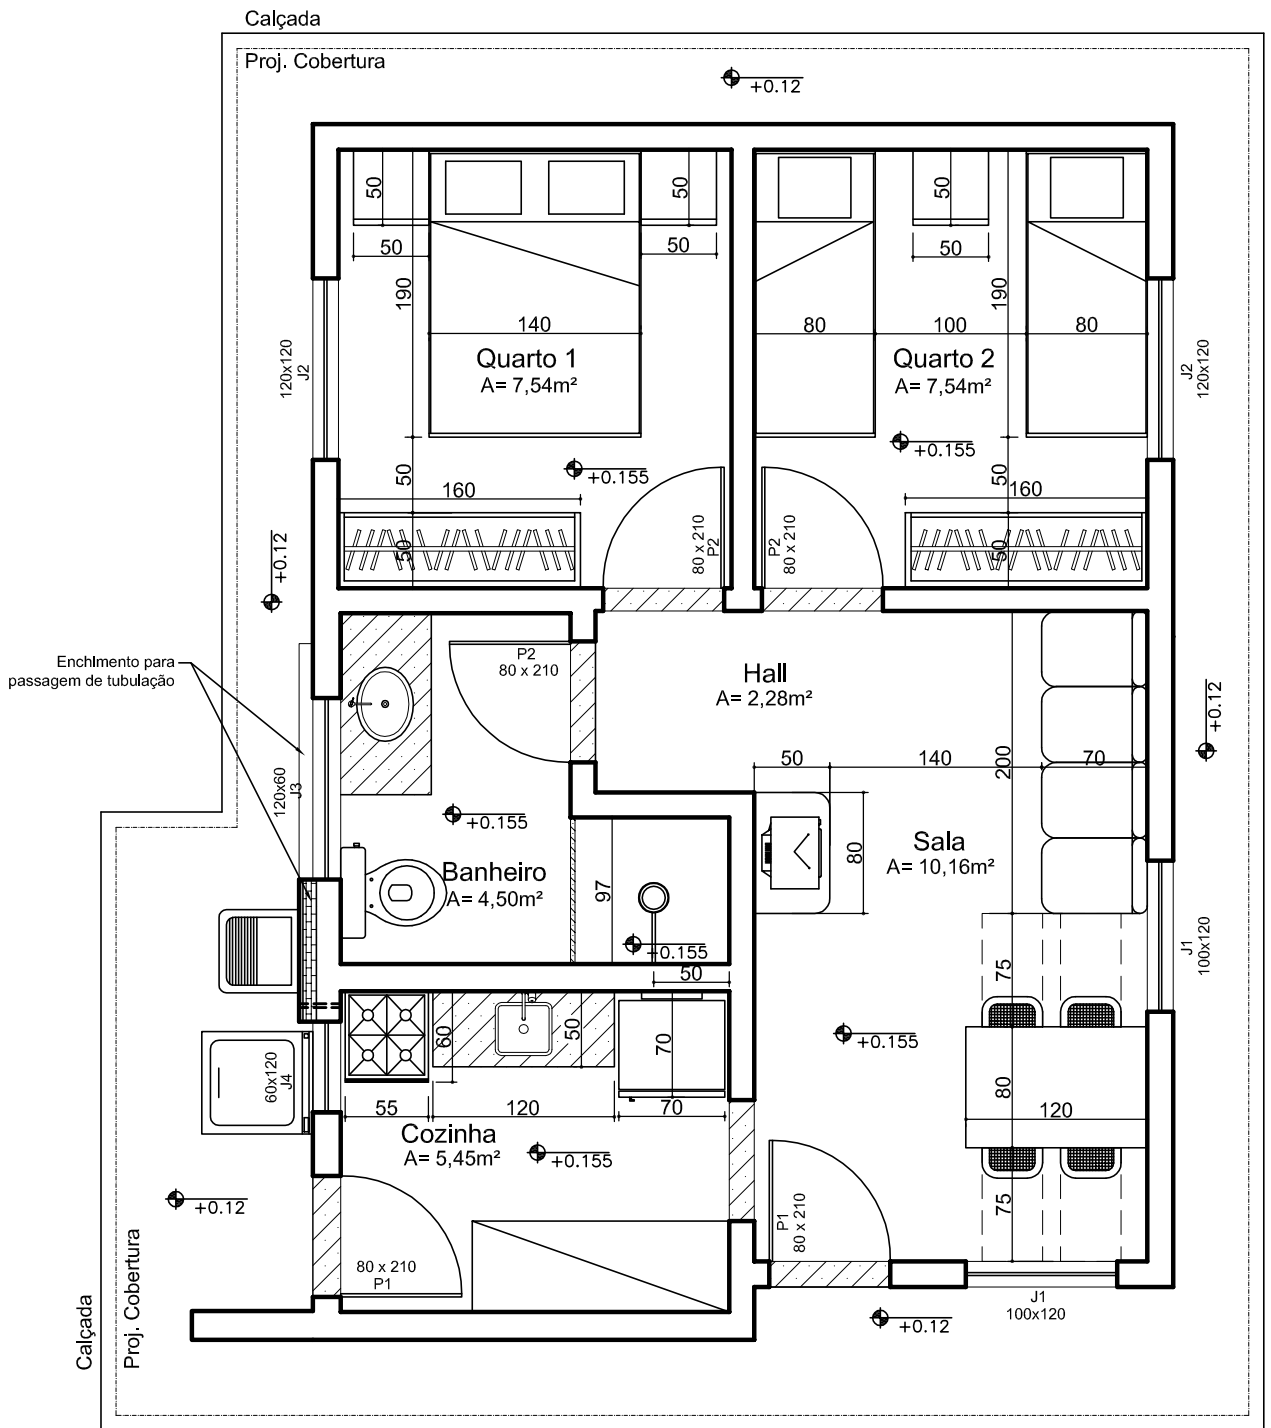 Calçada
Proj. Cobertura
+0.12
50
50
50
50
50
50
190
190
140
80
100
80
Quarto 1
A= 7,54m²
Quarto 2
A= 7,54m²
120x120
J2
J2
120x120
+0.155
+0.155
50
50
160
160
80 x 210
P2
P2
80 x 210
50
50
+0.12
Enchimento para
passagem de tubulação
P2
80 x 210
Hall
A= 2,28m²
+0.12
120x60
J3
50
140
200
70
+0.155
Banheiro
A= 4,50m²
97
80
Sala
A= 10,16m²
+0.155
50
75
J1
100x120
60
50
70
+0.155
60x120
J4
55
120
70
80
120
Cozinha
A= 5,45m²
+0.155
+0.12
75
P1
80 x 210
80 x 210
P1
J1
100x120
+0.12
Calçada
Proj. Cobertura